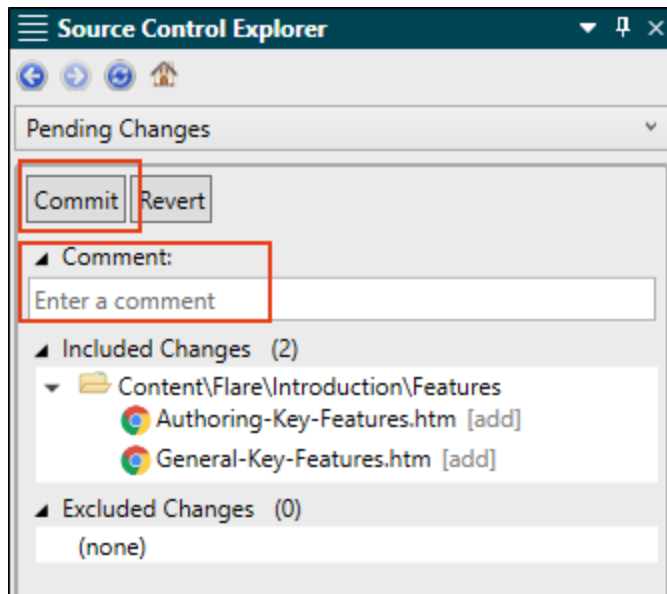 Source Control Explorer
Pending Changes
Commit Revert
Comment:
Enter a comment
Included Changes (2)
Content\Flare\Introduction\Features
Authoring-Key-Features.htm [add]
General-Key-Features.htm [add]
Excluded Changes (0)
(none)